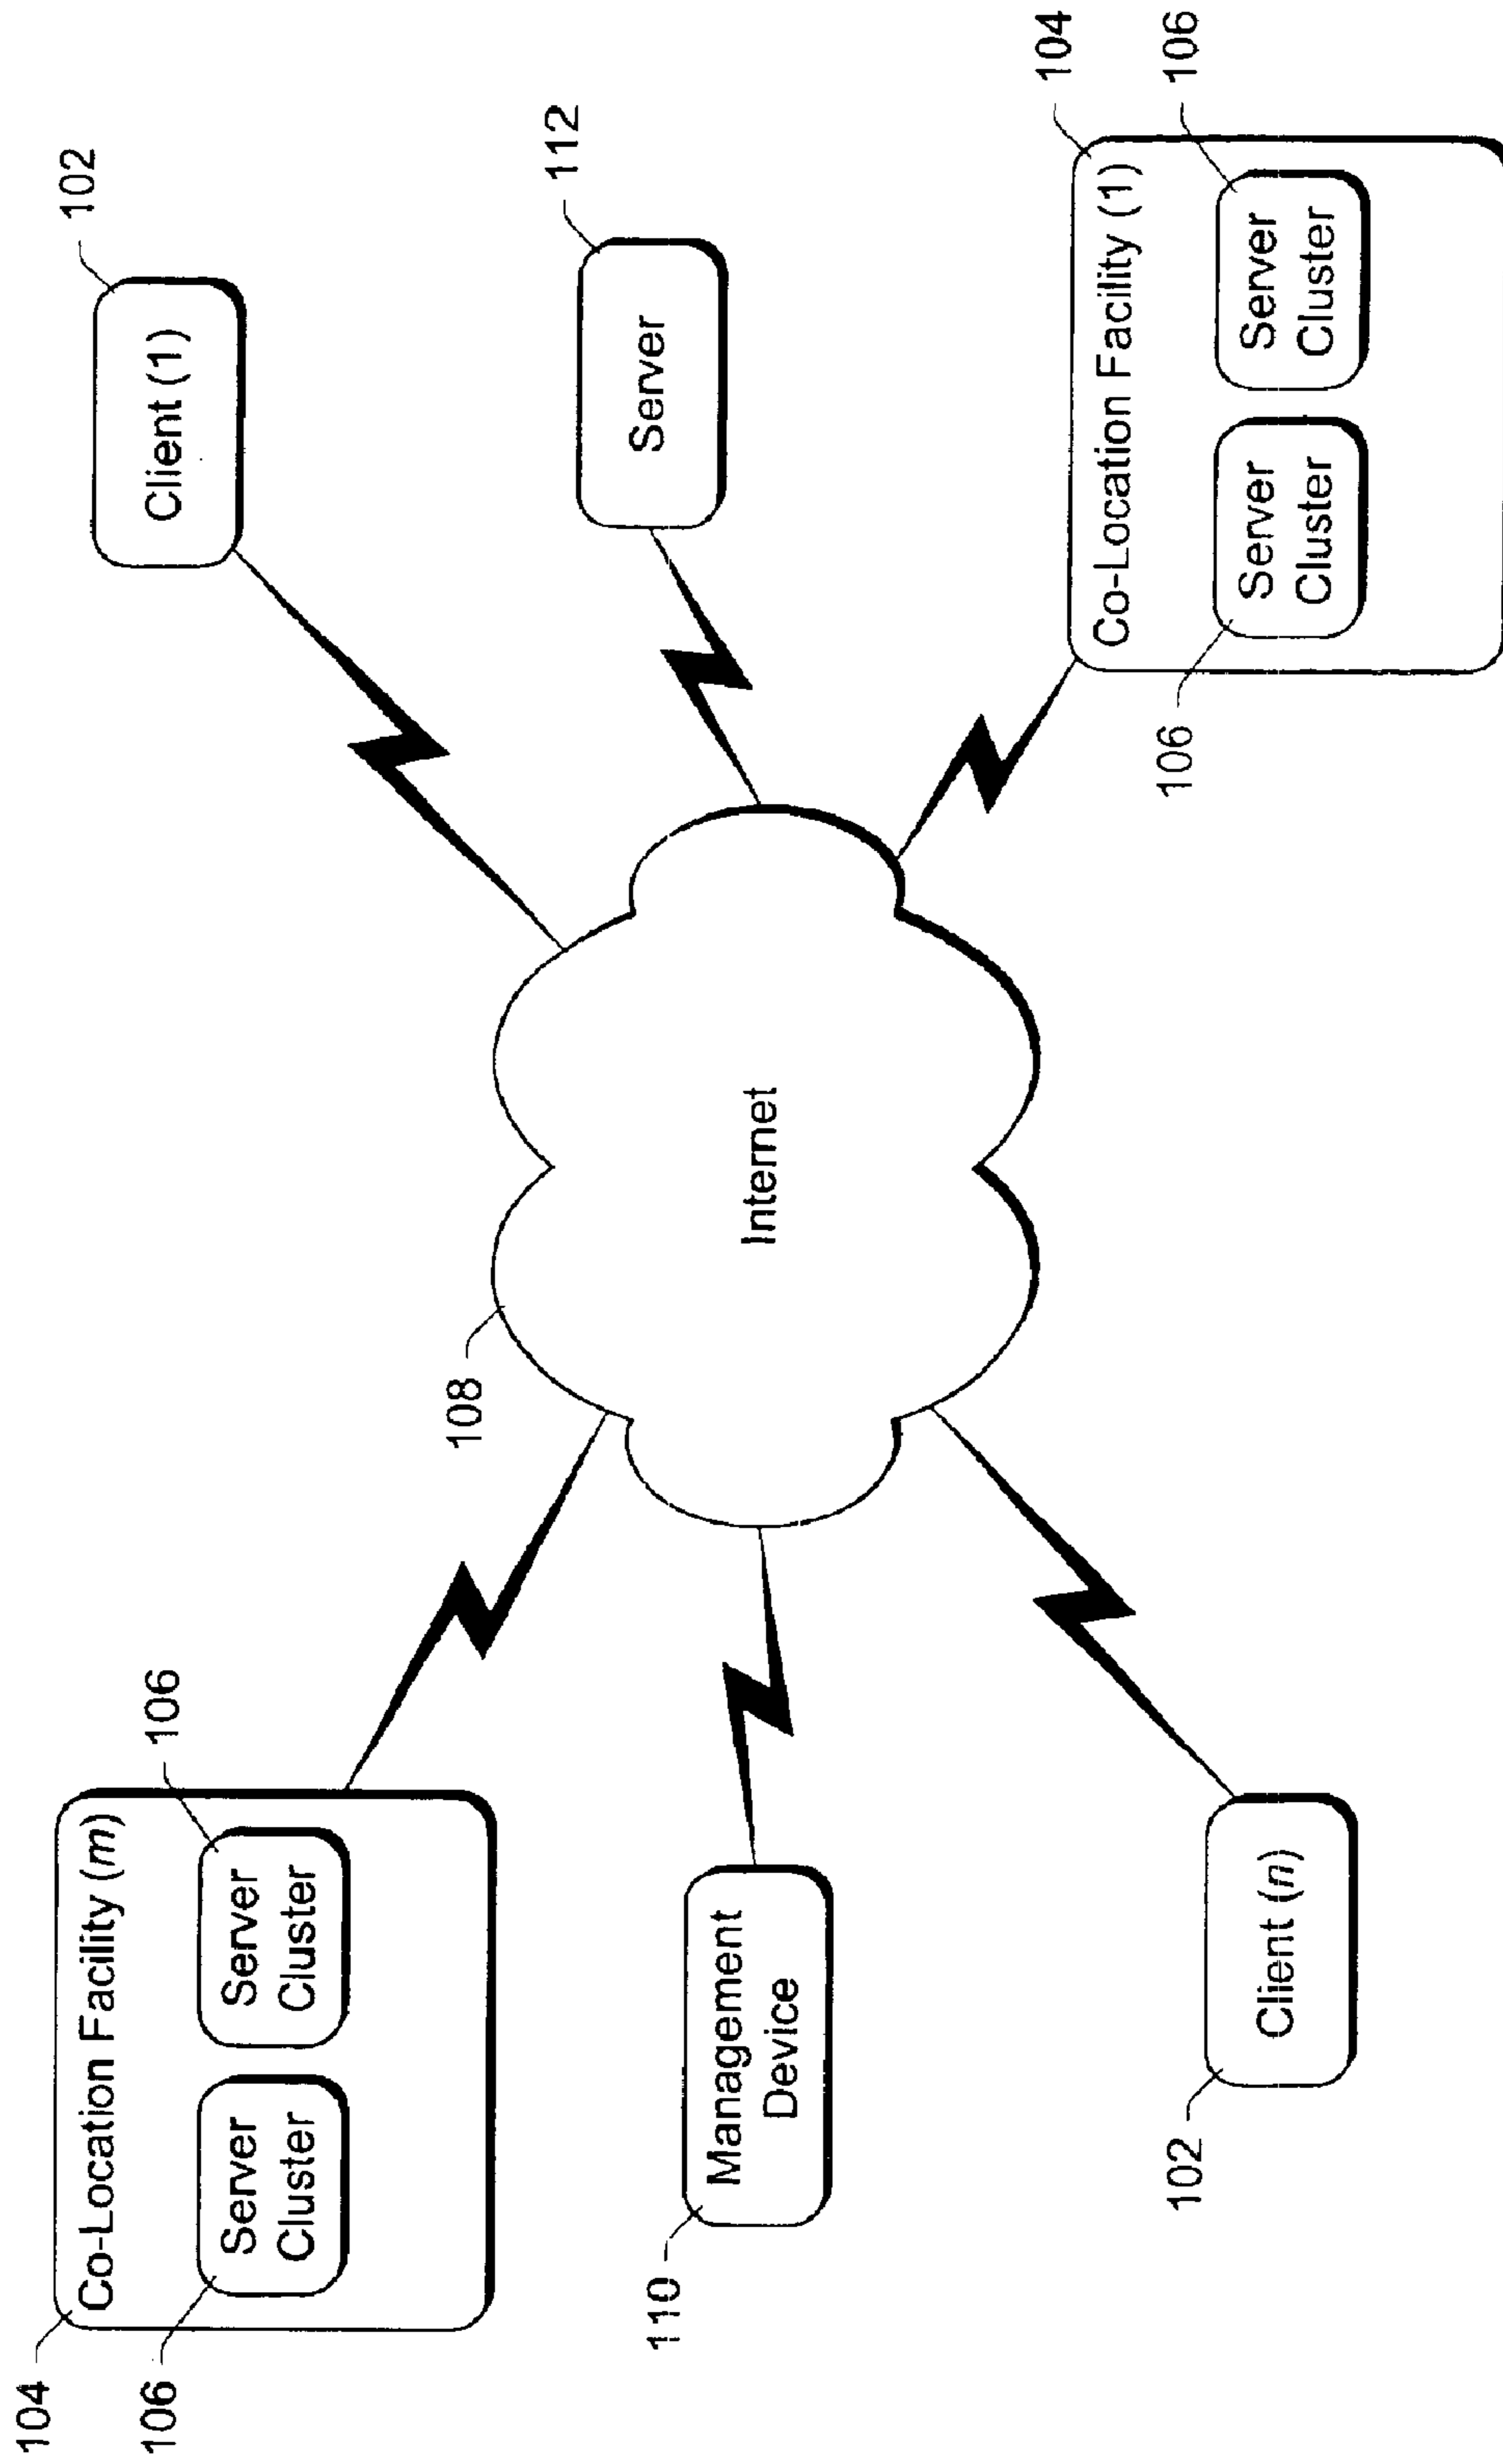 104
Co-Location Facility (m)
106
Server
Cluster
106
Server
Cluster
102
Client (1)
108
Internet
110
Management
Device
112
Server
102
Client (n)
104
Co-Location Facility (1)
106
Server
Cluster
106
Server
Cluster